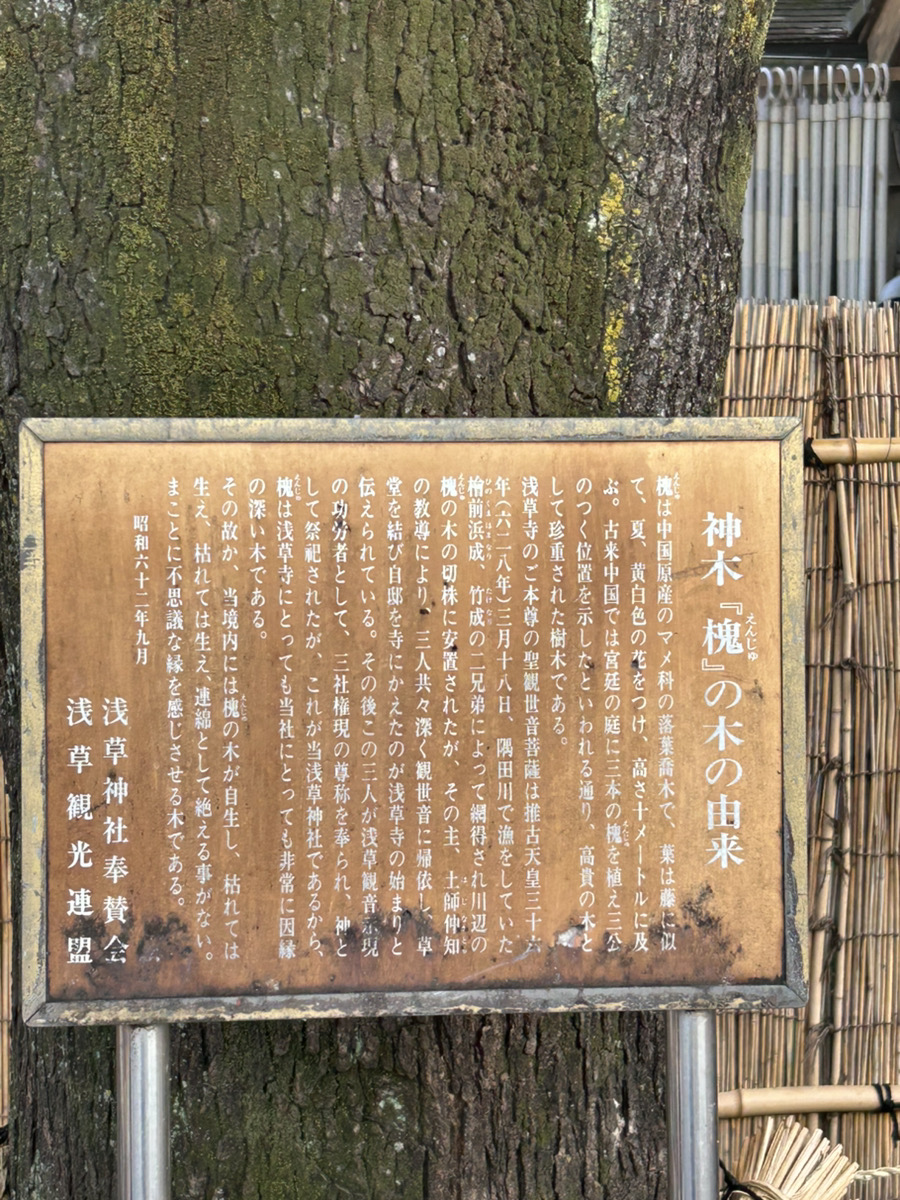 神木『槐』の木の由来
槐は中国原産のマメ科の落葉喬木で、葉は藤に似
て、夏、黄白色の花をつけ、高さ十メートルに及
ぶ。古来中国では宮廷の庭に三本の槐を植え三公
のつく位置を示したといわれる通り、高貴の木と
して珍重された樹木である。
浅草寺のご本尊の聖観世音菩薩は推古天皇三十六
年(六二八年)三月十八日、隅田川で漁をしていた
檜前浜成、竹成の二兄弟によって網得され川辺の
槐の木の切株に安置されたが、その主、土師仲知
の教導により、三人共々深く観世音に帰依し、草
堂を結び自邸を寺にかえたのが浅草寺の始まりと
伝えられている。その後この三人が浅草観音示現
の功労者として、三社権現の尊称を奉られ、神と
して祭祀されたが、これが当浅草神社であるから、
槐は浅草寺にとっても当社にとっても非常に因縁
の深い木である。
その故か、当境内には槐の木が自生し、枯れては
生え、枯れては生え、連綿として絶える事がない。
まことに不思議な縁を感じさせる木である。
昭和六十二年九月
浅草神社奉賛会
浅草観光連盟